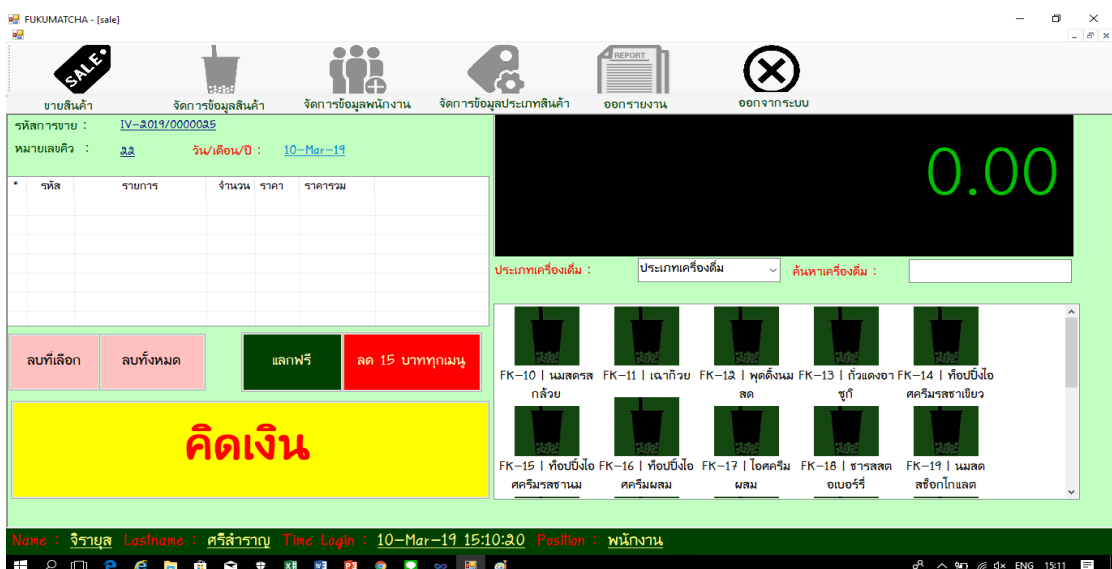 FUKUMATCHA - [sale]
SALE
REPORT
ขายสินค้า จัดการข้อมูลสินค้า จัดการข้อมูลพนักงาน จัดการข้อมูลประเภทสินค้า ออกรายงาน ออกจากระบบ
รหัสการขาย : IV-2019/0000025
หมายเลขคิว : 22 วัน/เดือน/ปี : 10-Mar-19
* รหัส รายการ จำนวน ราคา ราคารวม
0.00
ประเภทเครื่องดื่ม : ประเภทเครื่องดื่ม ค้นหาเครื่องดื่ม :
ลบที่เลือก ลบทั้งหมด แลกฟรี ลด 15 บาททุกเมนู
คิดเงิน
FK-10 | นมสดรส FK-11 | เฉาก๊วย FK-12 | พุดดิ้งนม FK-13 | ถั่วแดงอา FK-14 | ท๊อปปิ้งไอ
กล้วย สด ซูกิ ศครีมรสชาเขียว
FK-15 | ท๊อปปิ้งไอ FK-16 | ท๊อปปิ้งไอ FK-17 | ไอศครีม FK-18 | ชารสสต FK-19 | นมสด
ศครีมรสชานม ศครีมผสม ผสม อเบอร์รี่ สช็อกโกแลต
Name : จิรายุส Lastname : ศรีสำราญ Time Login : 10-Mar-19 15:10:20 Position : พนักงาน
ENG 15:11